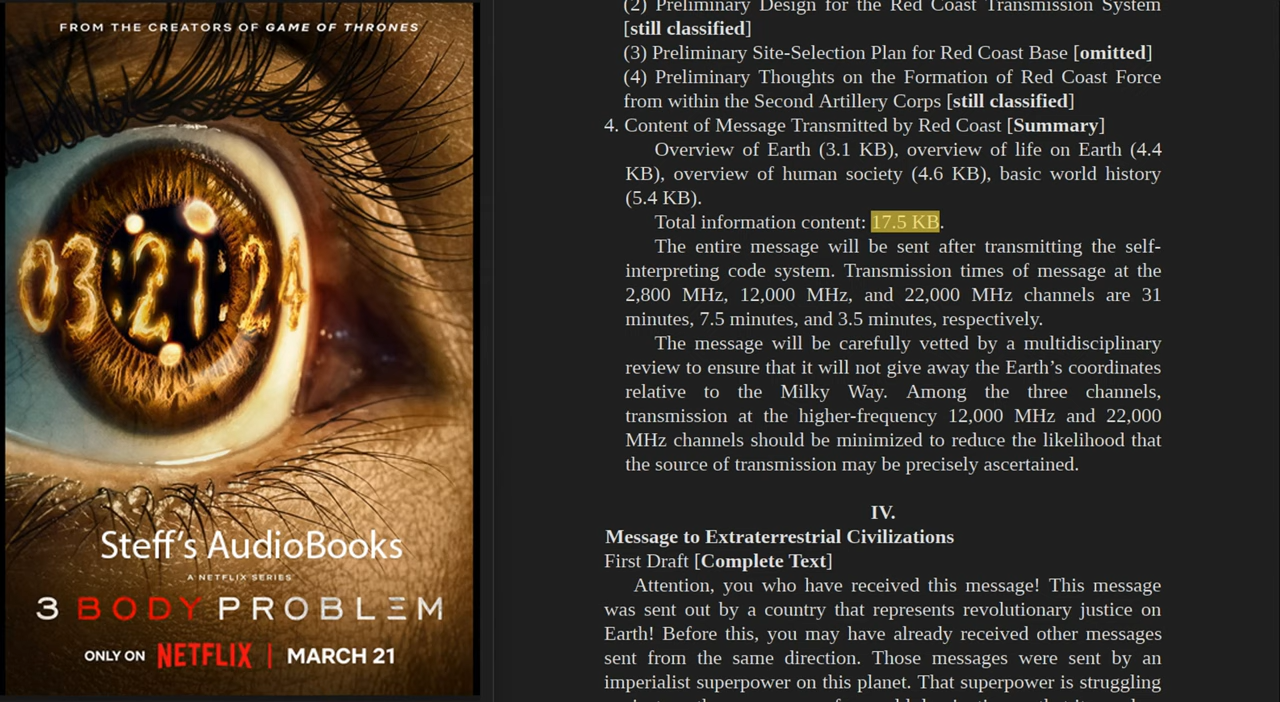 FROM THE CREATORS OF GAME OF THRONES
03:21:24
Steff's AudioBooks
A NETFLIX SERIES
3 BODY PROBLEM
ONLY ON NETFLIX | MARCH 21
(2) Preliminary Design for the Red Coast Transmission System
[still classified]
(3) Preliminary Site-Selection Plan for Red Coast Base [omitted]
(4) Preliminary Thoughts on the Formation of Red Coast Force
from within the Second Artillery Corps [still classified]
4. Content of Message Transmitted by Red Coast [Summary]
Overview of Earth (3.1 KB), overview of life on Earth (4.4
KB), overview of human society (4.6 KB), basic world history
(5.4 KB).
Total information content: 17.5 KB.
The entire message will be sent after transmitting the self-
interpreting code system. Transmission times of message at the
2,800 MHz, 12,000 MHz, and 22,000 MHz channels are 31
minutes, 7.5 minutes, and 3.5 minutes, respectively.
The message will be carefully vetted by a multidisciplinary
review to ensure that it will not give away the Earth’s coordinates
relative to the Milky Way. Among the three channels,
transmission at the higher-frequency 12,000 MHz and 22,000
MHz channels should be minimized to reduce the likelihood that
the source of transmission may be precisely ascertained.
IV.
Message to Extraterrestrial Civilizations
First Draft [Complete Text]
Attention, you who have received this message! This message
was sent out by a country that represents revolutionary justice on
Earth! Before this, you may have already received other messages
sent from the same direction. Those messages were sent by an
imperialist superpower on this planet. That superpower is struggling